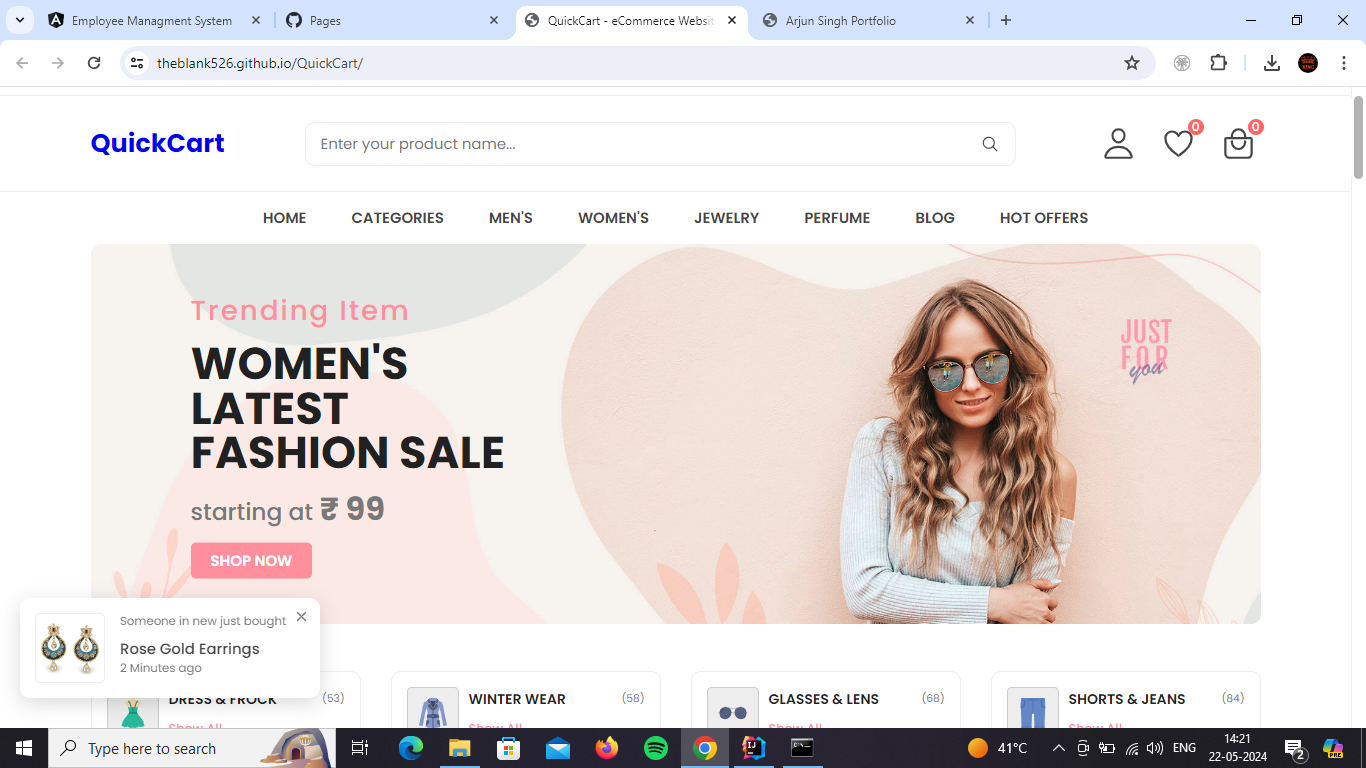 Employee Managment System
Pages
QuickCart - eCommerce Websit
Arjun Singh Portfolio
theblank526.github.io/QuickCart/
QuickCart
Enter your product name...
0
0
HOME
CATEGORIES
MEN'S
WOMEN'S
JEWELRY
PERFUME
BLOG
HOT OFFERS
Trending Item
WOMEN'S
LATEST
FASHION SALE
starting at ₹ 99
SHOP NOW
JUST
FOR
you
Someone in new just bought
Rose Gold Earrings
2 Minutes ago
DRESS & FROCK
(53)
Show All
WINTER WEAR
(58)
Show All
GLASSES & LENS
(68)
Show All
SHORTS & JEANS
(84)
Show All
Type here to search
41°C
ENG
14:21
22-05-2024
2
PRE